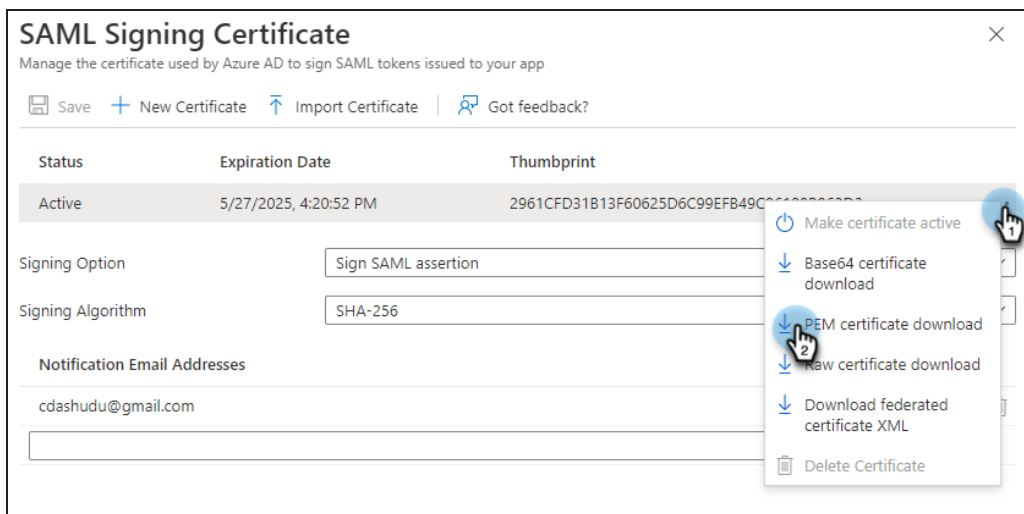 SAML Signing Certificate
Manage the certificate used by Azure AD to sign SAML tokens issued to your app
Save New Certificate Import Certificate Got feedback?
Status Expiration Date Thumbprint
Active 5/27/2025, 4:20:52 PM 2961CFD31B13F60625D6C99EFB49C
1
Make certificate active
Signing Option Sign SAML assertion
Base64 certificate
download
Signing Algorithm SHA-256
PEM certificate download
2
Notification Email Addresses
Raw certificate download
cdashudu@gmail.com
Download federated
certificate XML
Delete Certificate